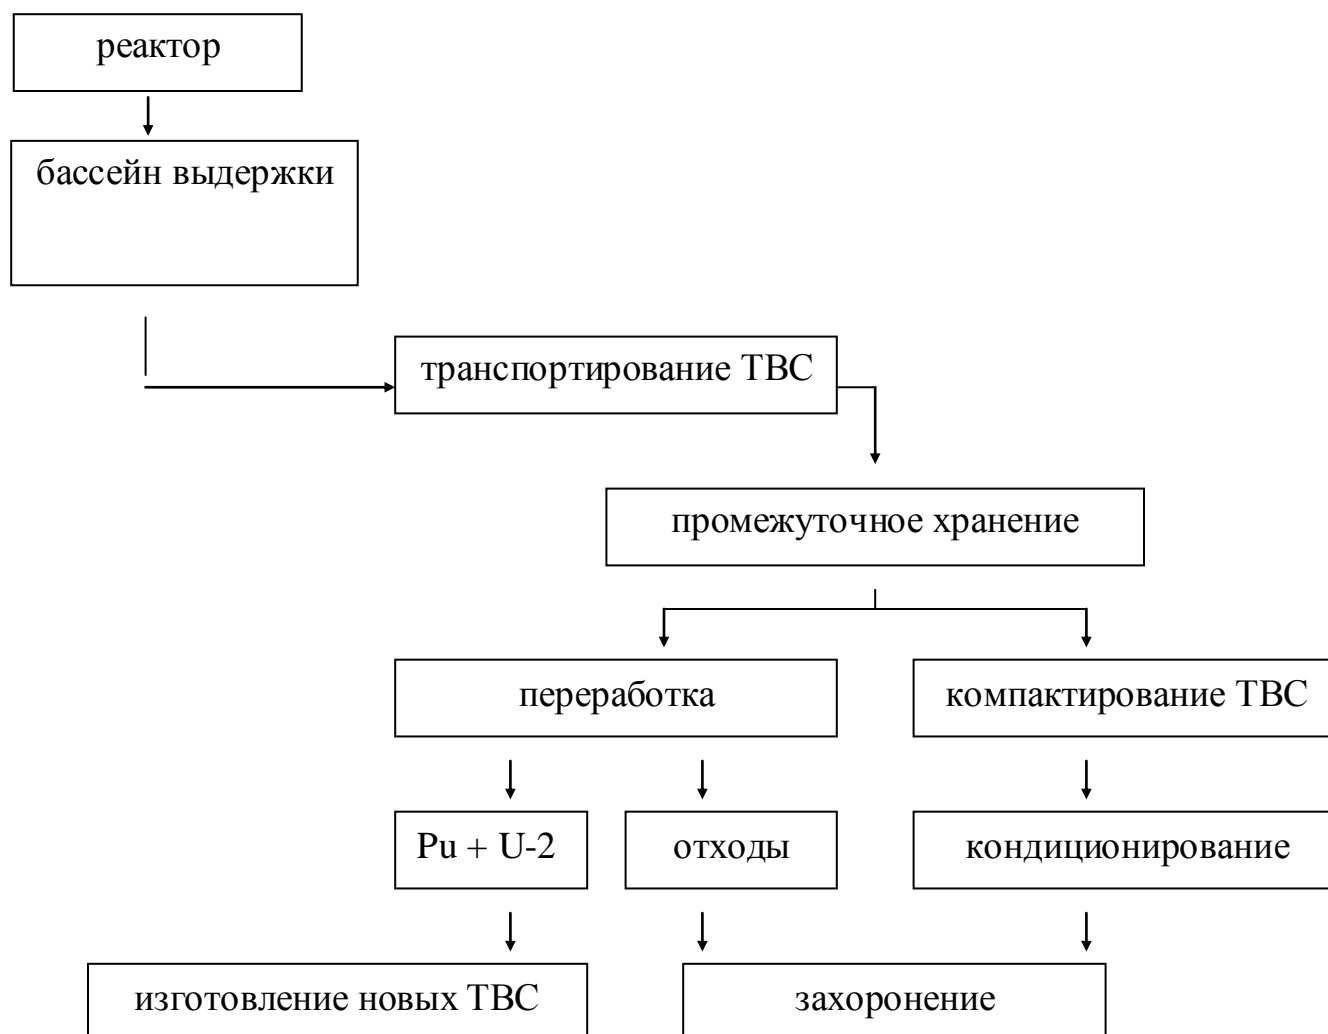 реактор
бассейн выдержки
транспортирование ТВС
промежуточное хранение
переработка
компактирование ТВС
Pu + U-2
отходы
кондиционирование
изготовление новых ТВС
захоронение